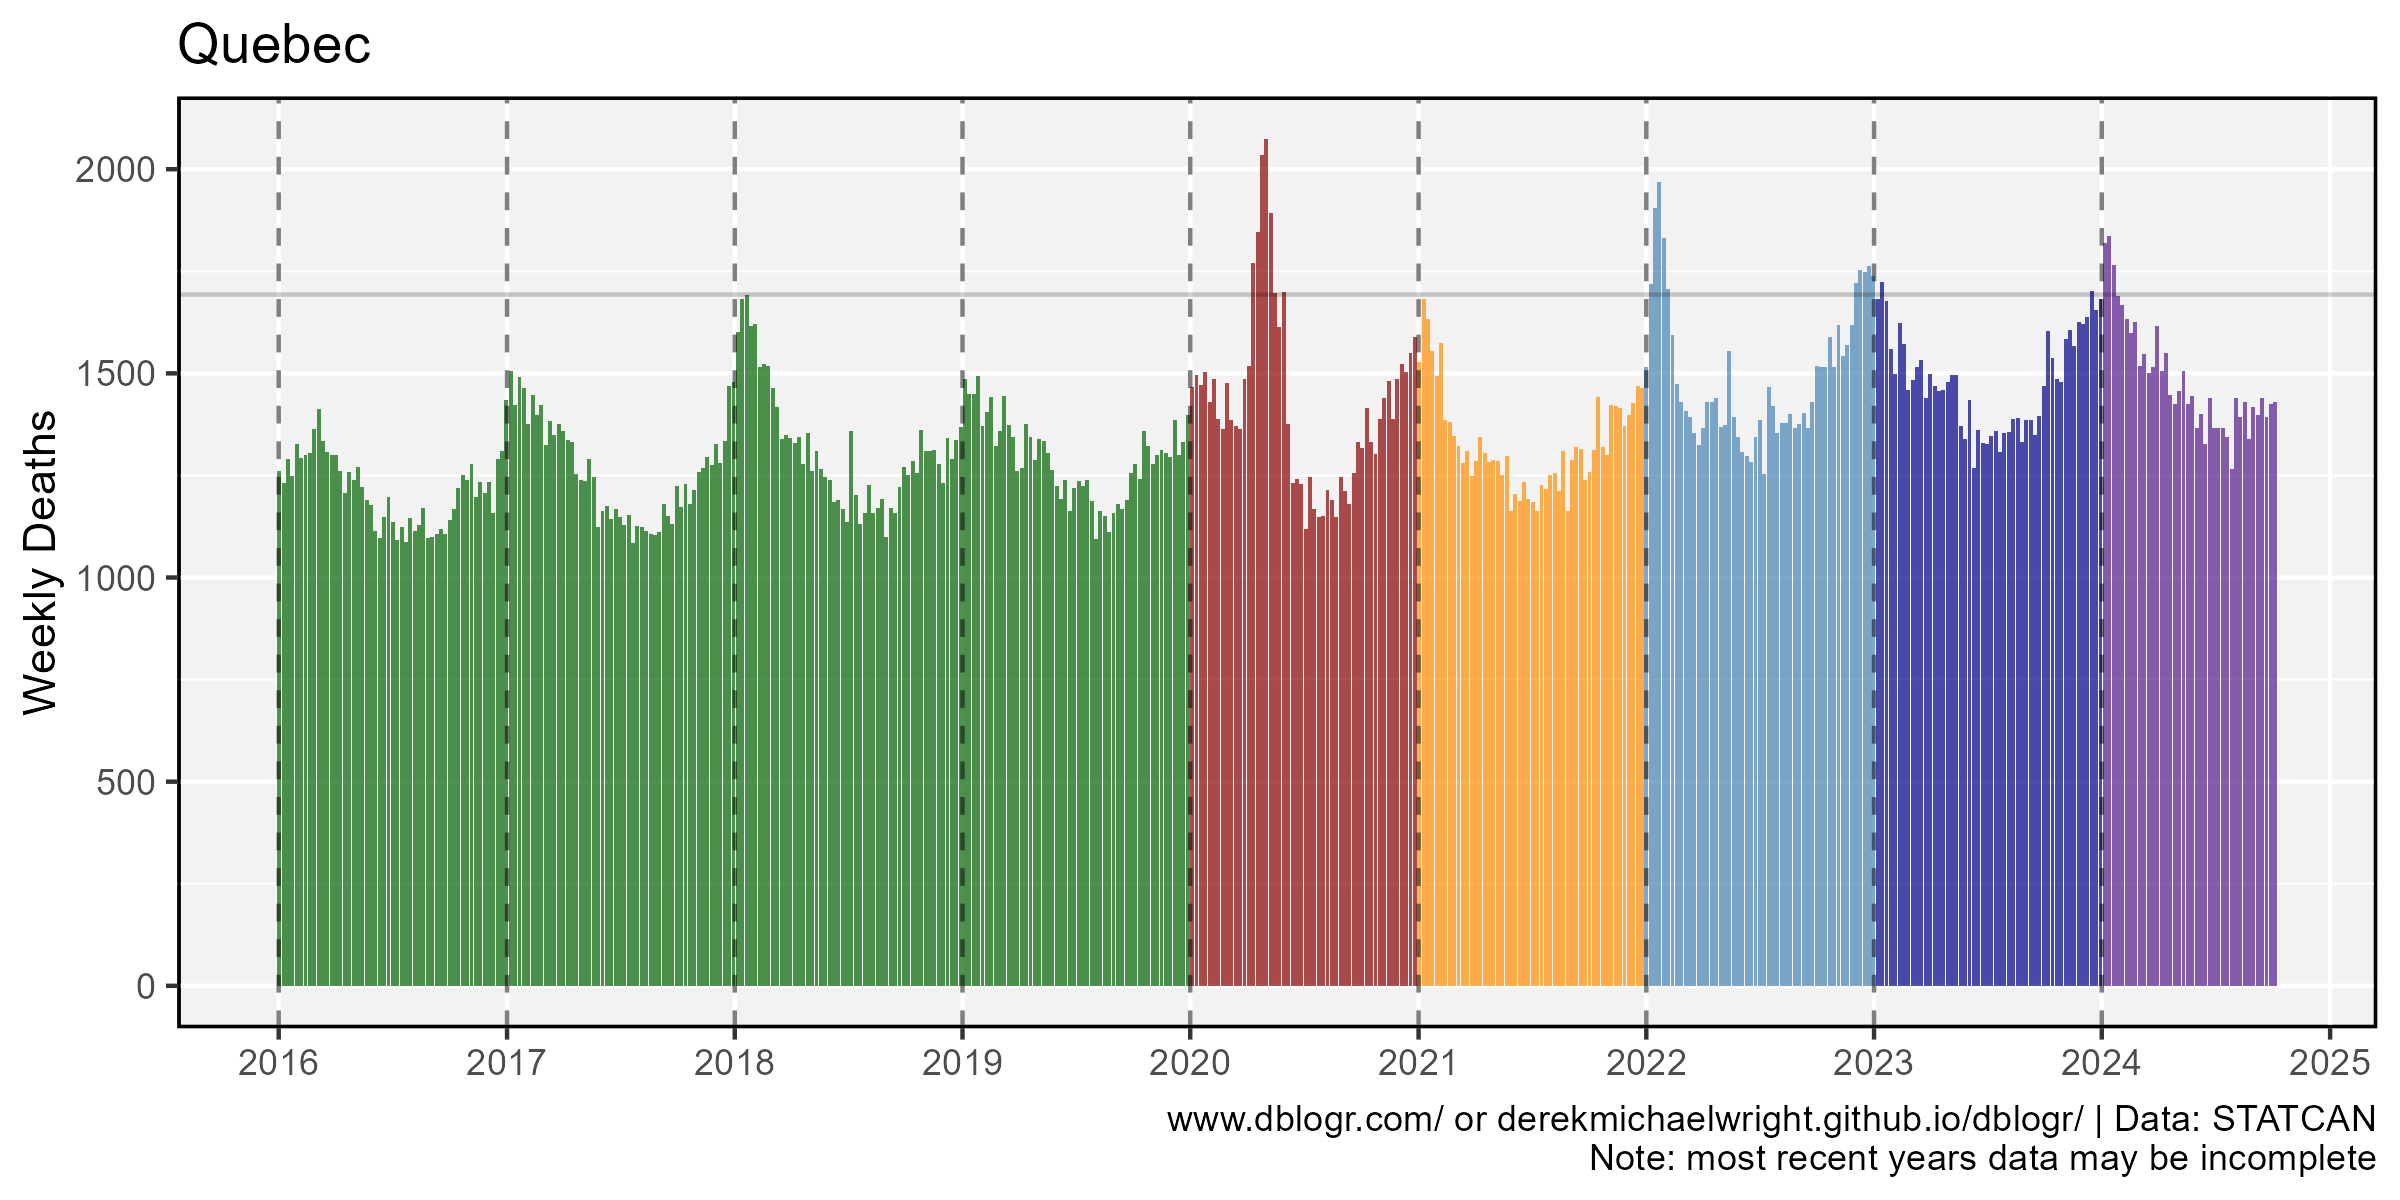 Quebec
Weekly Deaths
2000
1500
1000
500
0
2016 2017 2018 2019 2020 2021 2022 2023 2024 2025
www.dblogr.com/ or derekmichaelwright.github.io/dblogr/ | Data: STATCAN
Note: most recent years data may be incomplete